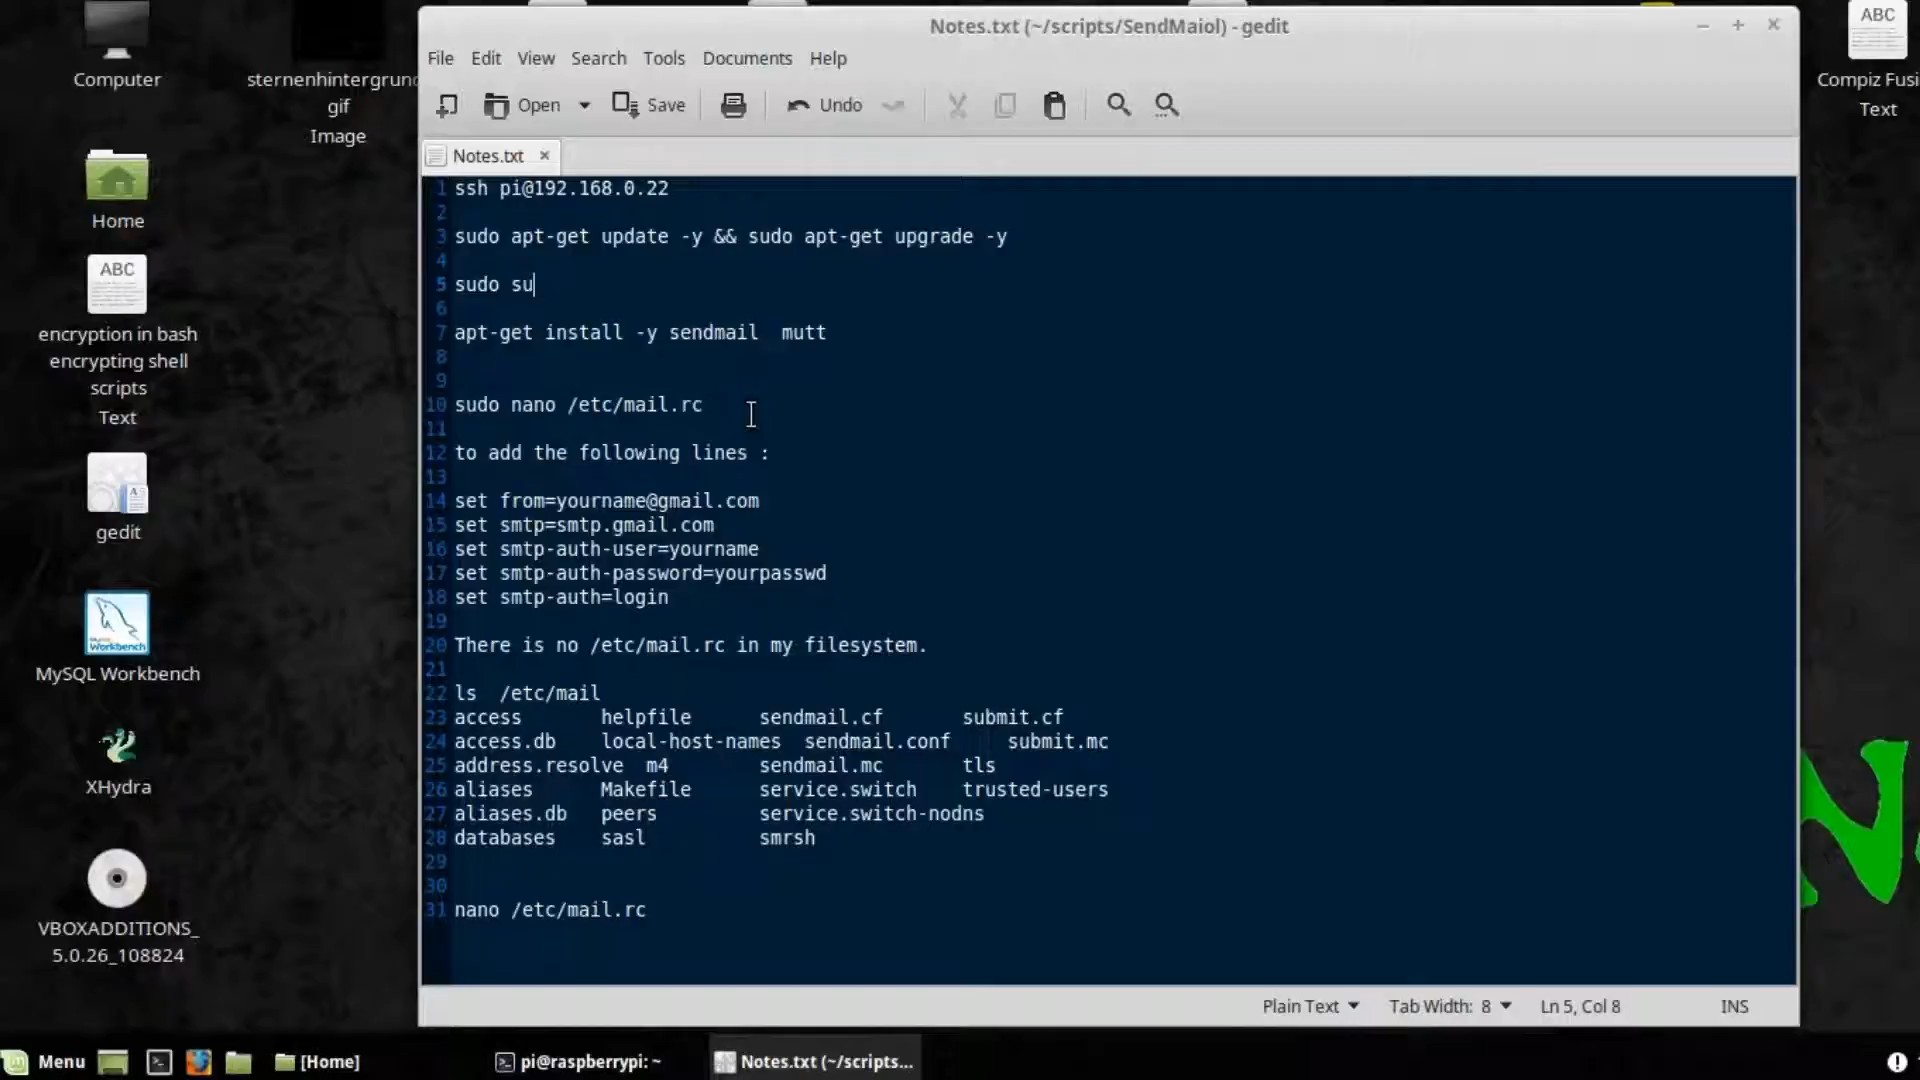 Notes.txt (~/scripts/SendMaiol) - gedit
File Edit View Search Tools Documents Help
Open Save Undo
Notes.txt
1 ssh pi@192.168.0.22
2
3 sudo apt-get update -y && sudo apt-get upgrade -y
4
5 sudo su
6
7 apt-get install -y sendmail  mutt
8
9
10 sudo nano /etc/mail.rc
11
12 to add the following lines :
13
14 set from=yourname@gmail.com
15 set smtp=smtp.gmail.com
16 set smtp-auth-user=yourname
17 set smtp-auth-password=yourpasswd
18 set smtp-auth=login
19
20 There is no /etc/mail.rc in my filesystem.
21
22 ls  /etc/mail
23 access helpfile sendmail.cf submit.cf
24 access.db local-host-names sendmail.conf submit.mc
25 address.resolve m4 sendmail.mc tls
26 aliases Makefile service.switch trusted-users
27 aliases.db peers service.switch-nodns
28 databases sasl smrsh
29
30
31 nano /etc/mail.rc
Plain Text Tab Width: 8 Ln 5, Col 8 INS
Computer
sternenhintergrund
gif
Image
Home
ABC
encryption in bash
encrypting shell
scripts
Text
gedit
MySQL
Workbench
MySQL Workbench
XHydra
VBOXADDITIONS_
5.0.26_108824
ABC
Compiz Fusi
Text
N
Menu [Home] pi@raspberrypi: ~ Notes.txt (~/scripts...